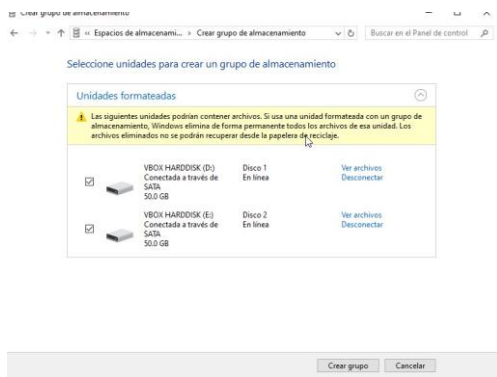 Crear grupo de almacenamiento
« Espacios de almacenami... › Crear grupo de almacenamiento
Buscar en el Panel de control
Seleccione unidades para crear un grupo de almacenamiento
Unidades formateadas
Las siguientes unidades podrían contener archivos. Si usa una unidad formateada con un grupo de
almacenamiento, Windows elimina de forma permanente todos los archivos de esa unidad. Los
archivos eliminados no se podrán recuperar desde la papelera de reciclaje.
VBOX HARDDISK (D:) Disco 1 Ver archivos
Conectada a través de En línea Desconectar
SATA
50.0 GB
VBOX HARDDISK (E:) Disco 2 Ver archivos
Conectada a través de En línea Desconectar
SATA
50.0 GB
Crear grupo Cancelar